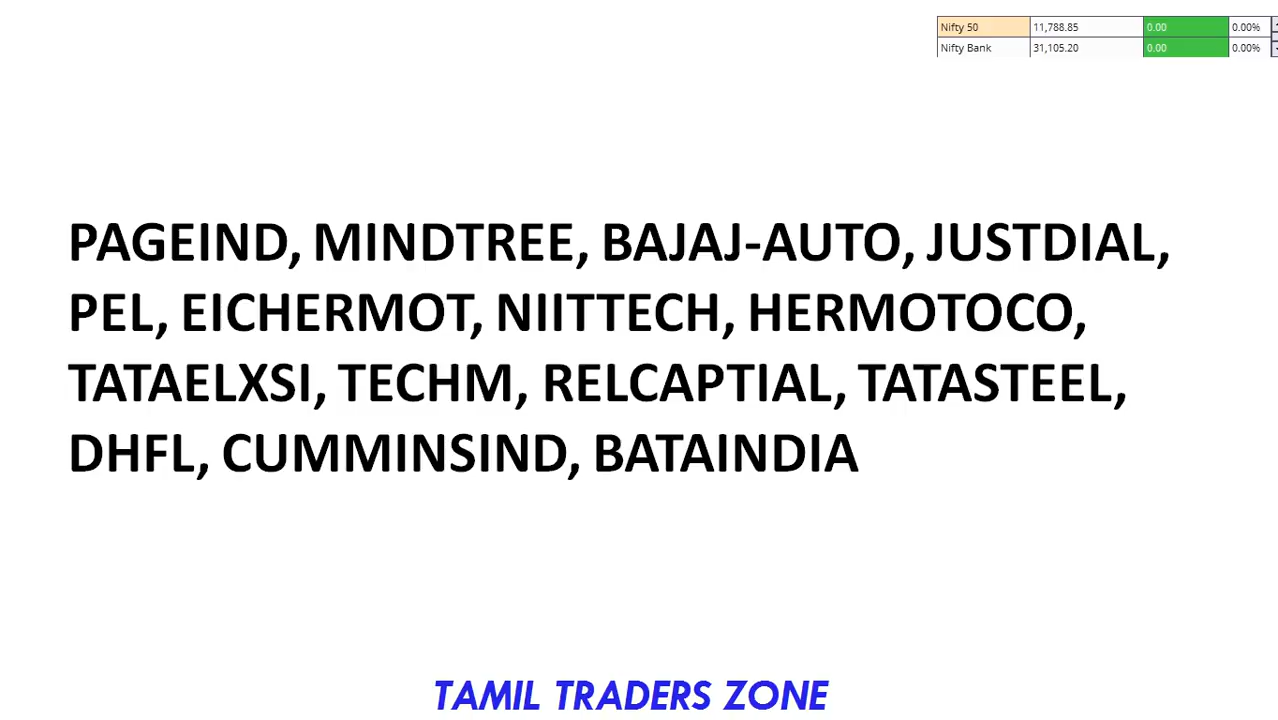 Nifty 50 11,788.85 0.00 0.00%
Nifty Bank 31,105.20 0.00 0.00%
PAGEIND, MINDTREE, BAJAJ-AUTO, JUSTDIAL,
PEL, EICHERMOT, NIITTECH, HERMOTOCO,
TATAELXSI, TECHM, RELCAPTIAL, TATASTEEL,
DHFL, CUMMINSIND, BATAINDIA
TAMIL TRADERS ZONE